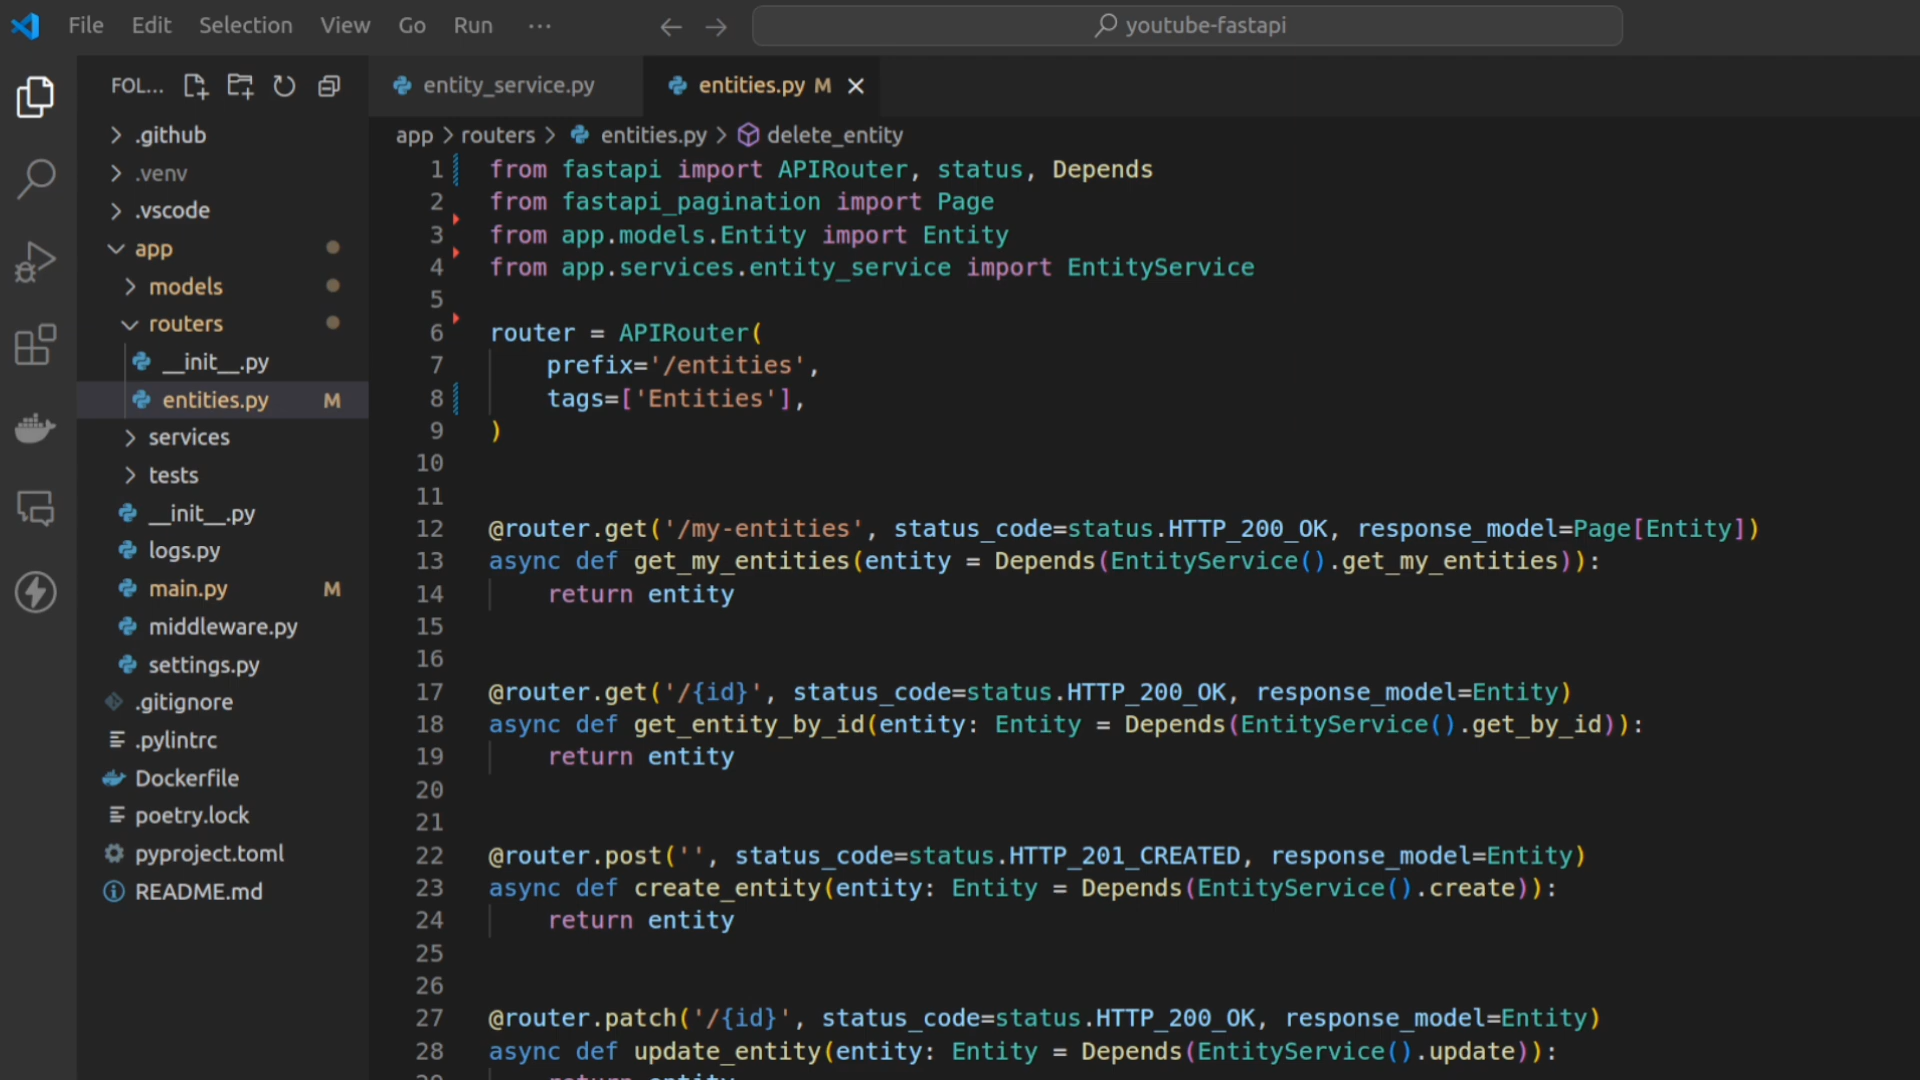 File Edit Selection View Go Run ···
youtube-fastapi
FOL...
.github
.venv
.vscode
app
models
routers
__init__.py
entities.py M
services
tests
__init__.py
logs.py
main.py M
middleware.py
settings.py
.gitignore
.pylintrc
Dockerfile
poetry.lock
pyproject.toml
README.md
entity_service.py
entities.py M
app > routers > entities.py > delete_entity
1 from fastapi import APIRouter, status, Depends
2 from fastapi_pagination import Page
3 from app.models.Entity import Entity
4 from app.services.entity_service import EntityService
5
6 router = APIRouter(
7     prefix='/entities',
8     tags=['Entities'],
9 )
10
11
12 @router.get('/my-entities', status_code=status.HTTP_200_OK, response_model=Page[Entity])
13 async def get_my_entities(entity = Depends(EntityService().get_my_entities)):
14     return entity
15
16
17 @router.get('/{id}', status_code=status.HTTP_200_OK, response_model=Entity)
18 async def get_entity_by_id(entity: Entity = Depends(EntityService().get_by_id)):
19     return entity
20
21
22 @router.post('', status_code=status.HTTP_201_CREATED, response_model=Entity)
23 async def create_entity(entity: Entity = Depends(EntityService().create)):
24     return entity
25
26
27 @router.patch('/{id}', status_code=status.HTTP_200_OK, response_model=Entity)
28 async def update_entity(entity: Entity = Depends(EntityService().update)):